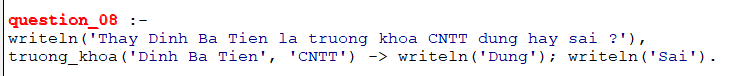 question_08 :-
writeln('Thay Dinh Ba Tien la truong khoa CNTT dung hay sai ?'),
truong_khoa('Dinh Ba Tien', 'CNTT') -> writeln('Dung'); writeln('Sai').